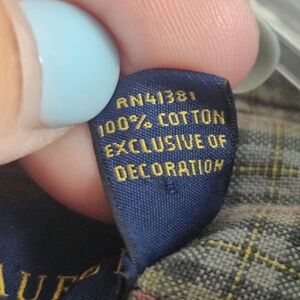 RN41381
100% COTTON
EXCLUSIVE OF
DECORATION